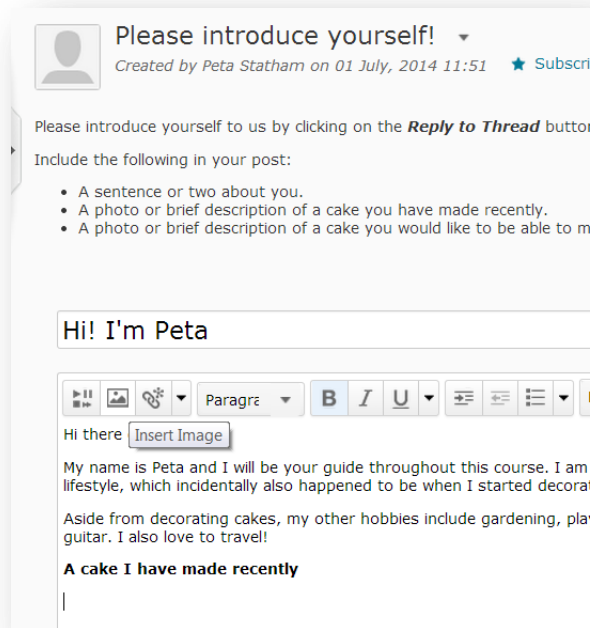 Please introduce yourself!
Created by Peta Statham on 01 July, 2014 11:51
Please introduce yourself to us by clicking on the Reply to Thread
Include the following in your post:
• A sentence or two about you.
• A photo or brief description of a cake you have made recently.
• A photo or brief description of a cake you would like to be able to
Hi! I'm Peta
B I U
Hi there
Insert Image
My name is Peta and I will be your guide throughout this course. I am
lifestyle, which incidentally also happened to be when I started
Aside from decorating cakes, my other hobbies include gardening,
guitar. I also love to travel!
A cake I have made recently